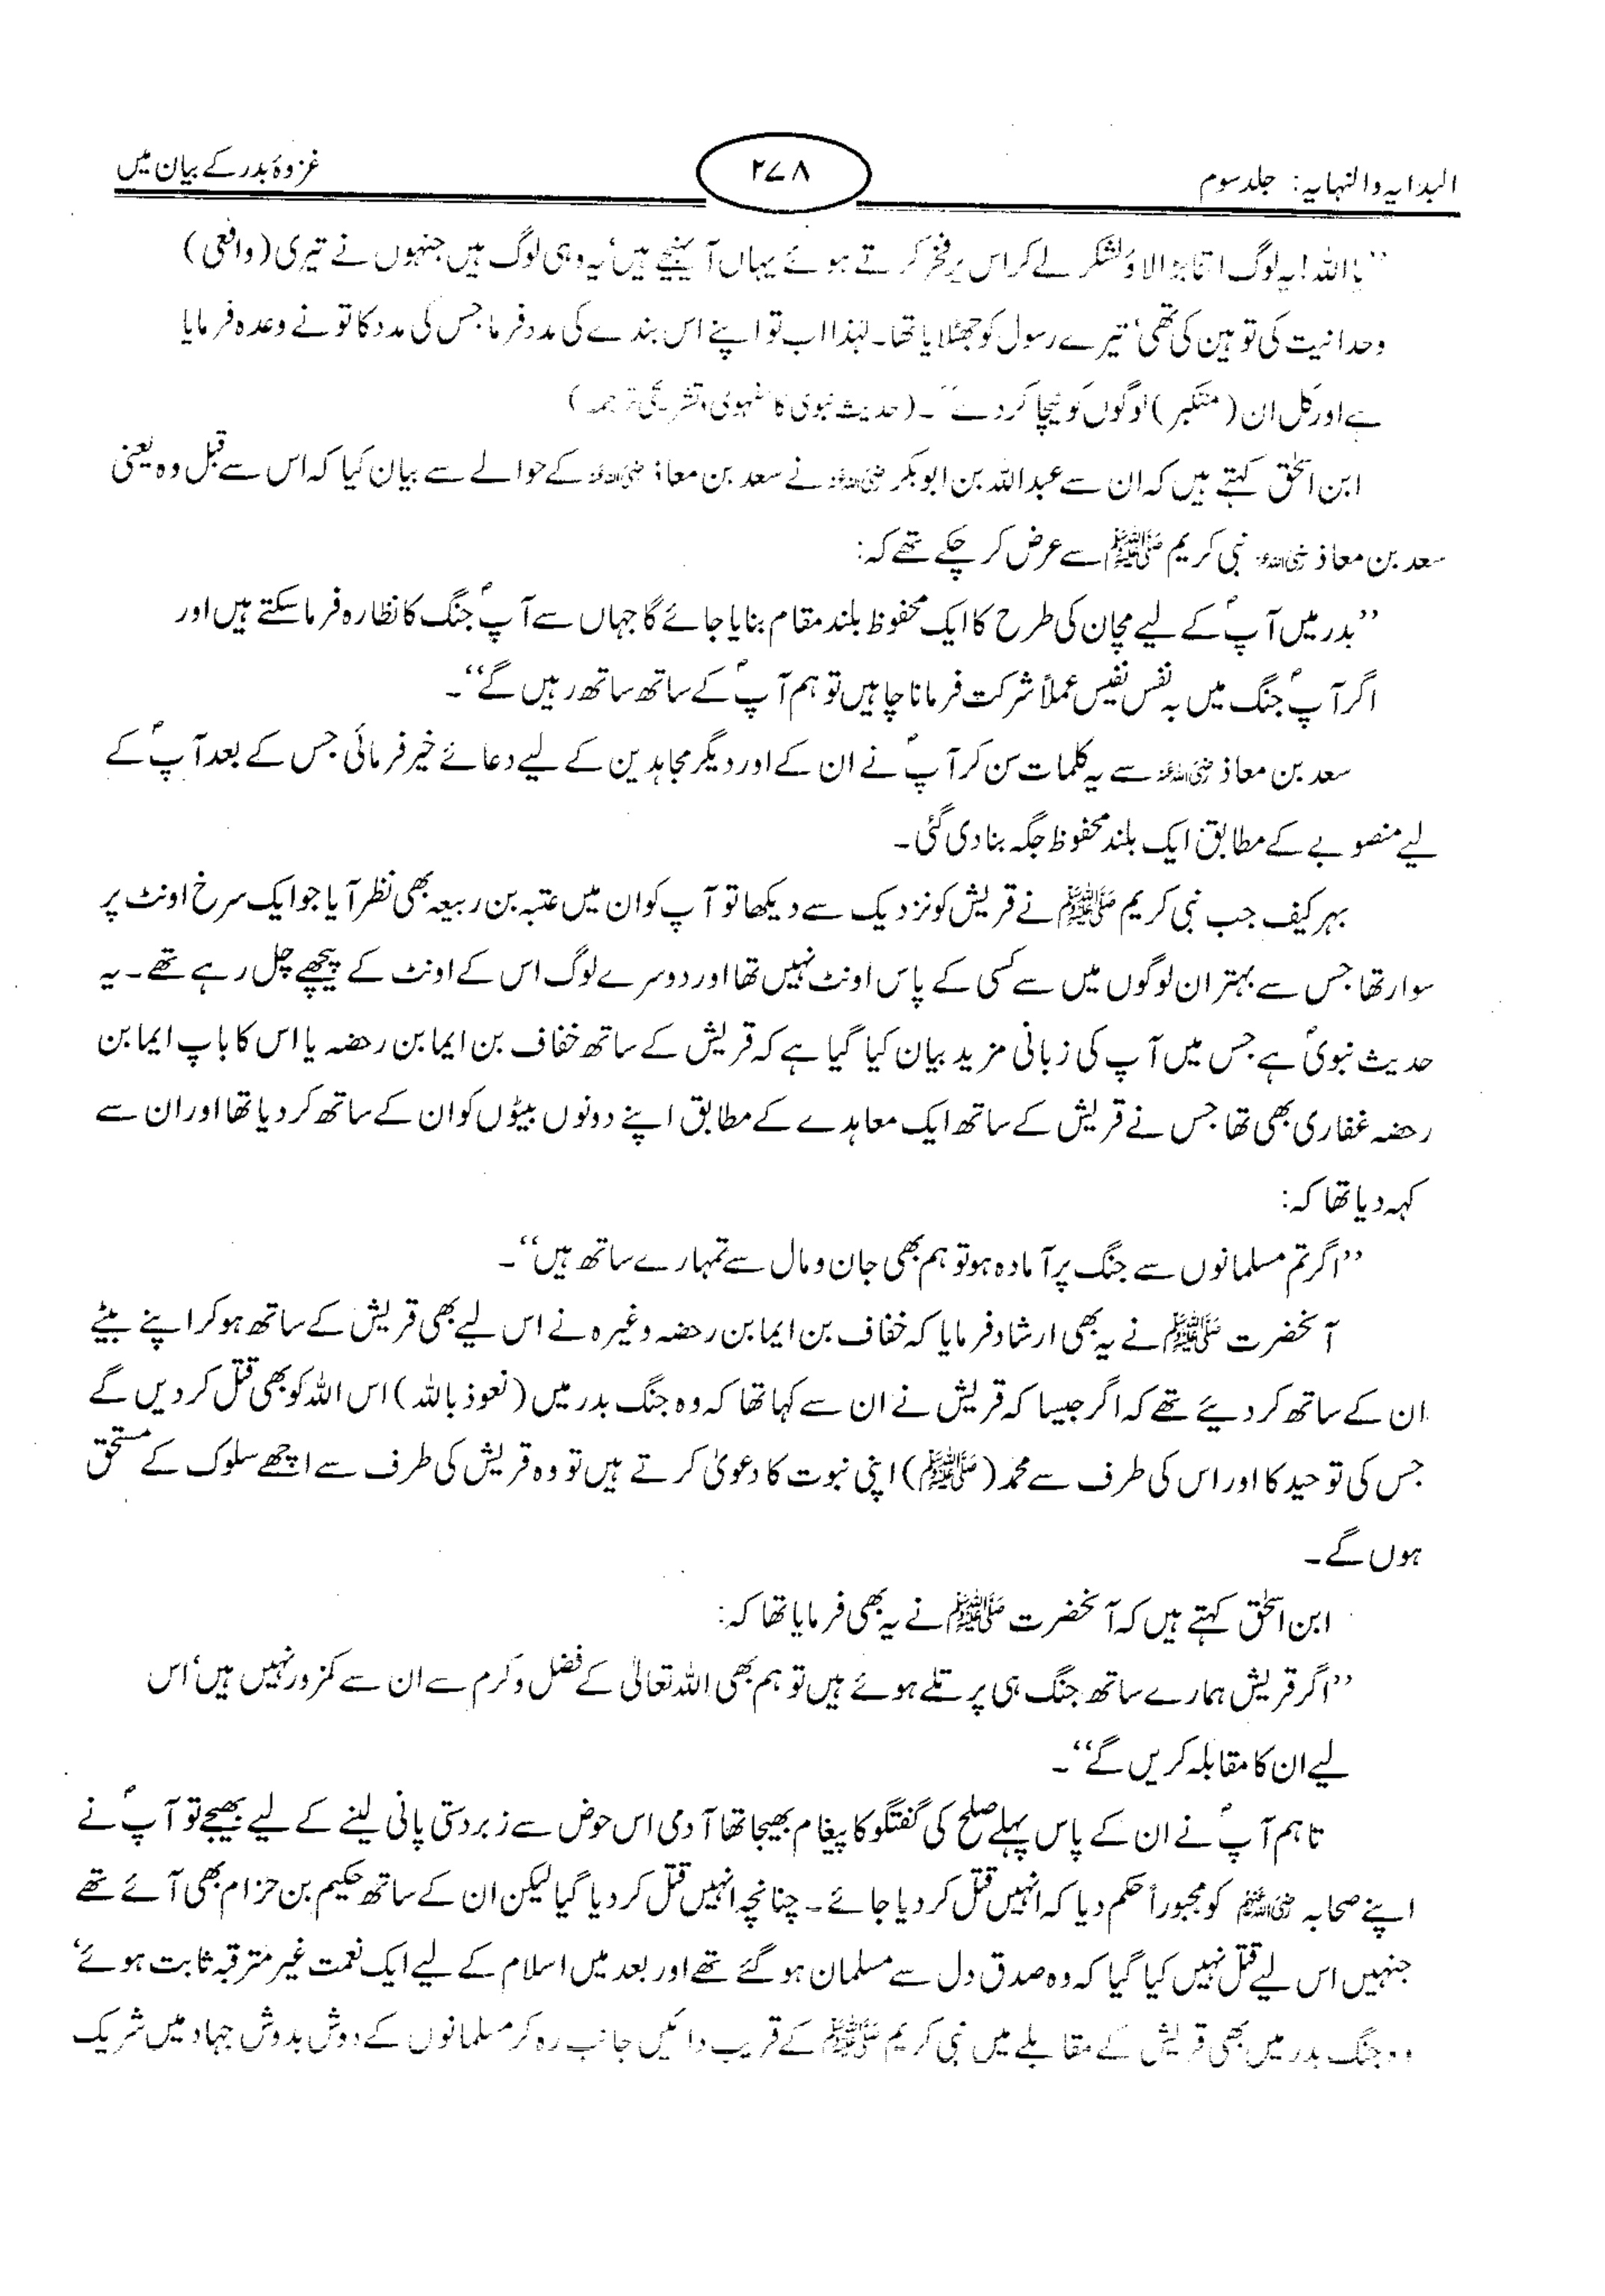 البدایہ والنہایہ: جلد سوم
۲۷۸
غزوۂ بدر کے بیان میں
’’یا اللہ! یہ لوگ اتنا بڑا لاؤ لشکر لے کر اس پر فخر کرتے ہوئے یہاں آ پہنچے ہیں‘ یہ وہی لوگ ہیں جنہوں نے تیری (واقعی)
وحدانیت کی توہین کی تھی‘ تیرے رسول کو جھٹلایا تھا۔ لہٰذا اب تو اپنے اس بندے کی مدد فرما جس کی مدد کا تو نے وعدہ فرمایا
ہے اور کل ان (متکبر) لوگوں کو نیچا کر دے‘‘۔ (حدیث نبوی کا مفہومی و تشریحی ترجمہ)
ابن اسحٰق کہتے ہیں کہ ان سے عبداللہ بن ابوبکر رضی اللہ عنہ نے سعد بن معاذ رضی اللہ عنہ کے حوالے سے بیان کیا کہ اس سے قبل وہ یعنی
سعد بن معاذ رضی اللہ عنہ نبی کریم ﷺ سے عرض کر چکے تھے کہ:
’’بدر میں آپؐ کے لیے مچان کی طرح کا ایک محفوظ بلند مقام بنایا جائے گا جہاں سے آپؐ جنگ کا نظارہ فرما سکتے ہیں اور
اگر آپؐ جنگ میں بہ نفس نفیس عملاً شرکت فرمانا چاہیں تو ہم آپؐ کے ساتھ ساتھ رہیں گے‘‘۔
سعد بن معاذ رضی اللہ عنہ سے یہ کلمات سن کر آپؐ نے ان کے اور دیگر مجاہدین کے لیے دعائے خیر فرمائی جس کے بعد آپؐ کے
لیے منصوبے کے مطابق ایک بلند محفوظ جگہ بنا دی گئی۔
بہر کیف جب نبی کریم ﷺ نے قریش کو نزدیک سے دیکھا تو آپ کو ان میں عتبہ بن ربیعہ بھی نظر آیا جو ایک سرخ اونٹ پر
سوار تھا جس سے بہتر ان لوگوں میں سے کسی کے پاس اونٹ نہیں تھا اور دوسرے لوگ اس کے اونٹ کے پیچھے چل رہے تھے۔ یہ
حدیث نبویؐ ہے جس میں آپ کی زبانی مزید بیان کیا گیا ہے کہ قریش کے ساتھ خفاف بن ایما بن رحضہ یا اس کا باپ ایما بن
رحضہ غفاری بھی تھا جس نے قریش کے ساتھ ایک معاہدے کے مطابق اپنے دونوں بیٹوں کو ان کے ساتھ کر دیا تھا اور ان سے
کہہ دیا تھا کہ:
’’اگر تم مسلمانوں سے جنگ پر آمادہ ہو تو ہم بھی جان و مال سے تمہارے ساتھ ہیں‘‘۔
آنحضرت ﷺ نے یہ بھی ارشاد فرمایا کہ خفاف بن ایما بن رحضہ وغیرہ نے اس لیے بھی قریش کے ساتھ ہو کر اپنے بیٹے
ان کے ساتھ کر دیئے تھے کہ اگر جیسا کہ قریش نے ان سے کہا تھا کہ وہ جنگ بدر میں (نعوذ باللہ) اس اللہ کو بھی قتل کر دیں گے
جس کی توحید کا اور اس کی طرف سے محمد (ﷺ) اپنی نبوت کا دعویٰ کرتے ہیں تو وہ قریش کی طرف سے اچھے سلوک کے مستحق
ہوں گے۔
ابن اسحٰق کہتے ہیں کہ آنحضرت ﷺ نے یہ بھی فرمایا تھا کہ:
’’اگر قریش ہمارے ساتھ جنگ ہی پر تلے ہوئے ہیں تو ہم بھی اللہ تعالیٰ کے فضل و کرم سے ان سے کمزور نہیں ہیں‘ اس
لیے ان کا مقابلہ کریں گے‘‘۔
تاہم آپؐ نے ان کے پاس پہلے صلح کی گفتگو کا پیغام بھیجا تھا آدمی اس حوض سے زبردستی پانی لینے کے لیے بھیجے تو آپؐ نے
اپنے صحابہ رضی اللہ عنہم کو مجبوراً حکم دیا کہ انہیں قتل کر دیا جائے۔ چنانچہ انہیں قتل کر دیا گیا لیکن ان کے ساتھ حکیم بن حزام بھی آئے تھے
جنہیں اس لیے قتل نہیں کیا گیا کہ وہ صدق دل سے مسلمان ہو گئے تھے اور بعد میں اسلام کے لیے ایک نعمت غیر مترقبہ ثابت ہوئے‘
وہ جنگ بدر میں بھی قریش کے مقابلے میں نبی کریم ﷺ کے قریب دائیں جانب رہ کر مسلمانوں کے دوش بدوش جہاد میں شریک